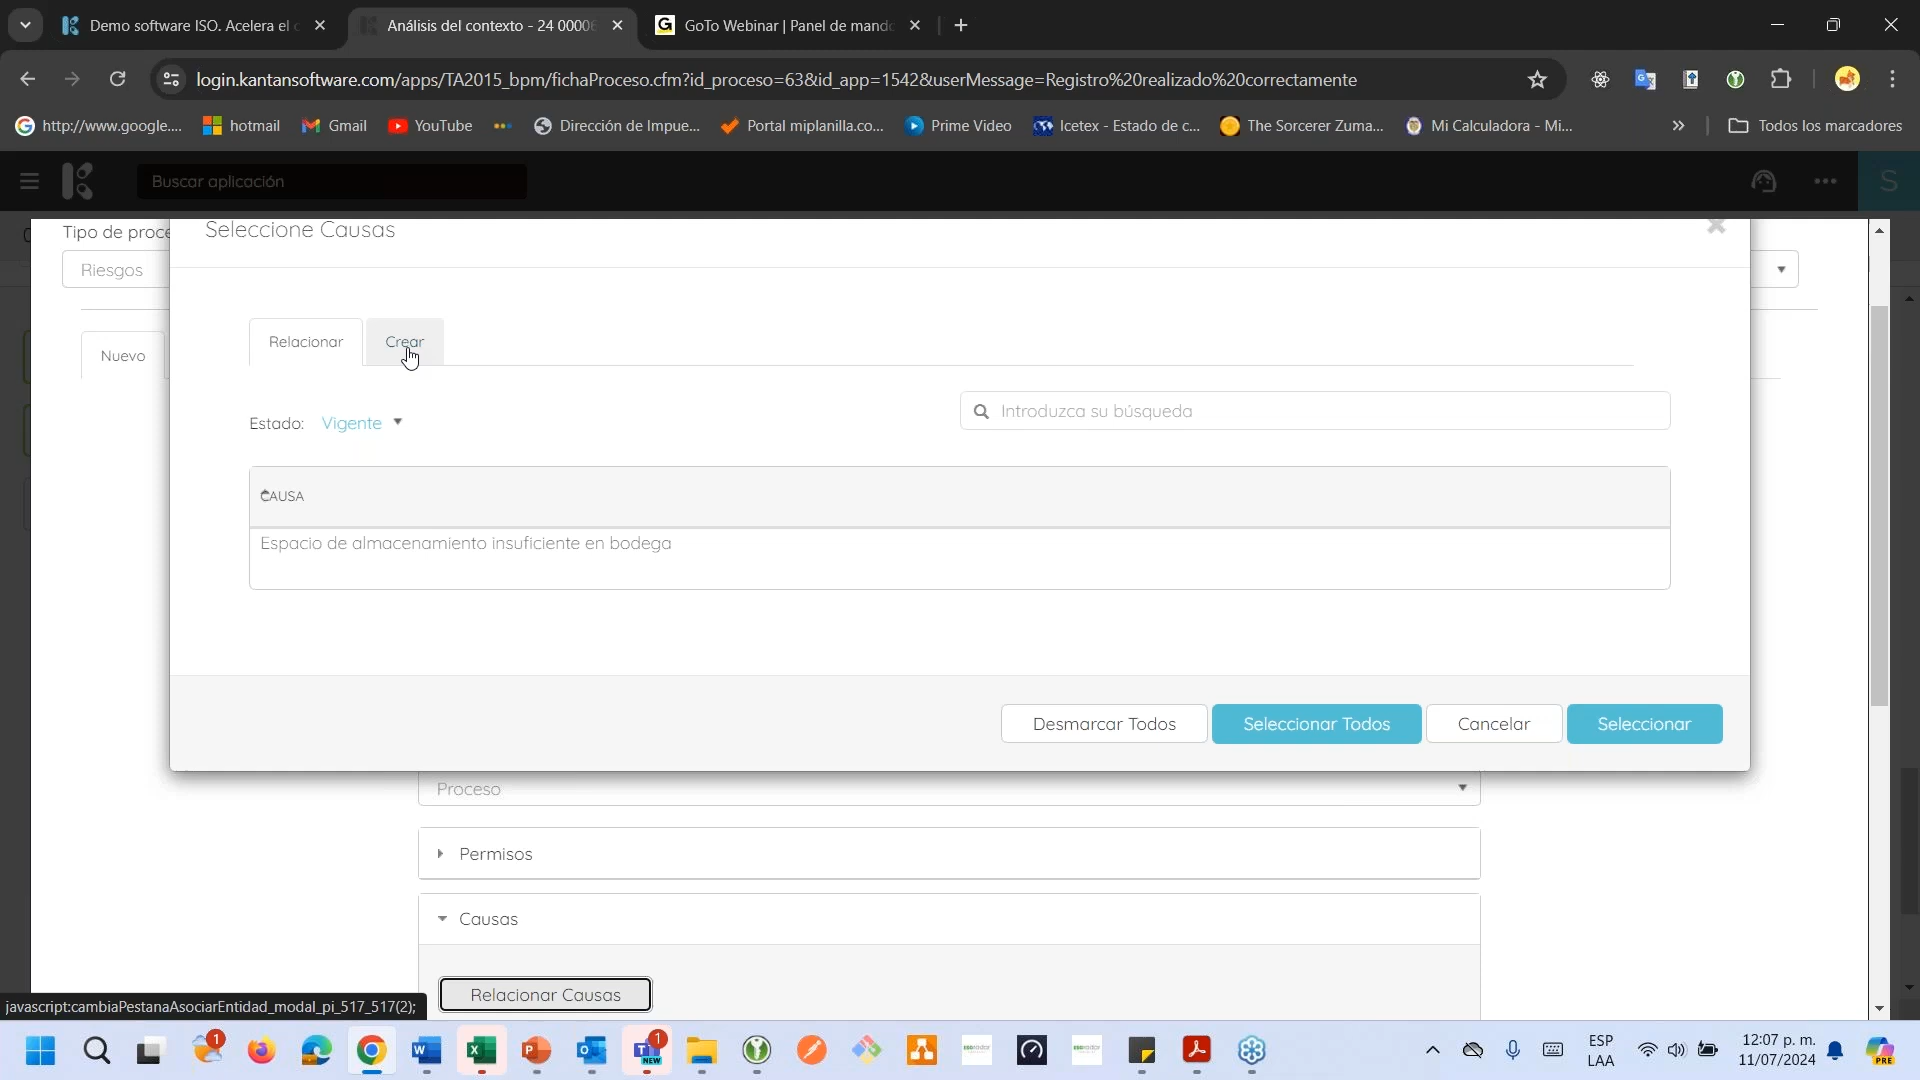 Demo software ISO. Acelera el c
Análisis del contexto - 24 0000
GoTo Webinar | Panel de mando
login.kantansoftware.com/apps/TA2015_bpm/fichaProceso.cfm?id_proceso=63&id_app=1542&userMessage=Registro%20realizado%20correctamente
http://www.google....
hotmail
Gmail
YouTube
Dirección de Impue...
Portal miplanilla.co...
Prime Video
Icetex - Estado de c...
The Sorcerer Zuma...
Mi Calculadora - Mi...
»
Todos los marcadores
Buscar aplicación
S
Tipo de proce
Seleccione Causas
Riesgos
Nuevo
Relacionar
Crear
Estado: Vigente
Introduzca su búsqueda
CAUSA
Espacio de almacenamiento insuficiente en bodega
Desmarcar Todos
Seleccionar Todos
Cancelar
Seleccionar
Proceso
Permisos
Causas
Relacionar Causas
javascript:cambiaPestanaAsociarEntidad_modal_pi_517_517(2);
1
1
NEW
ESP
LAA
12:07 p. m.
11/07/2024
PRE